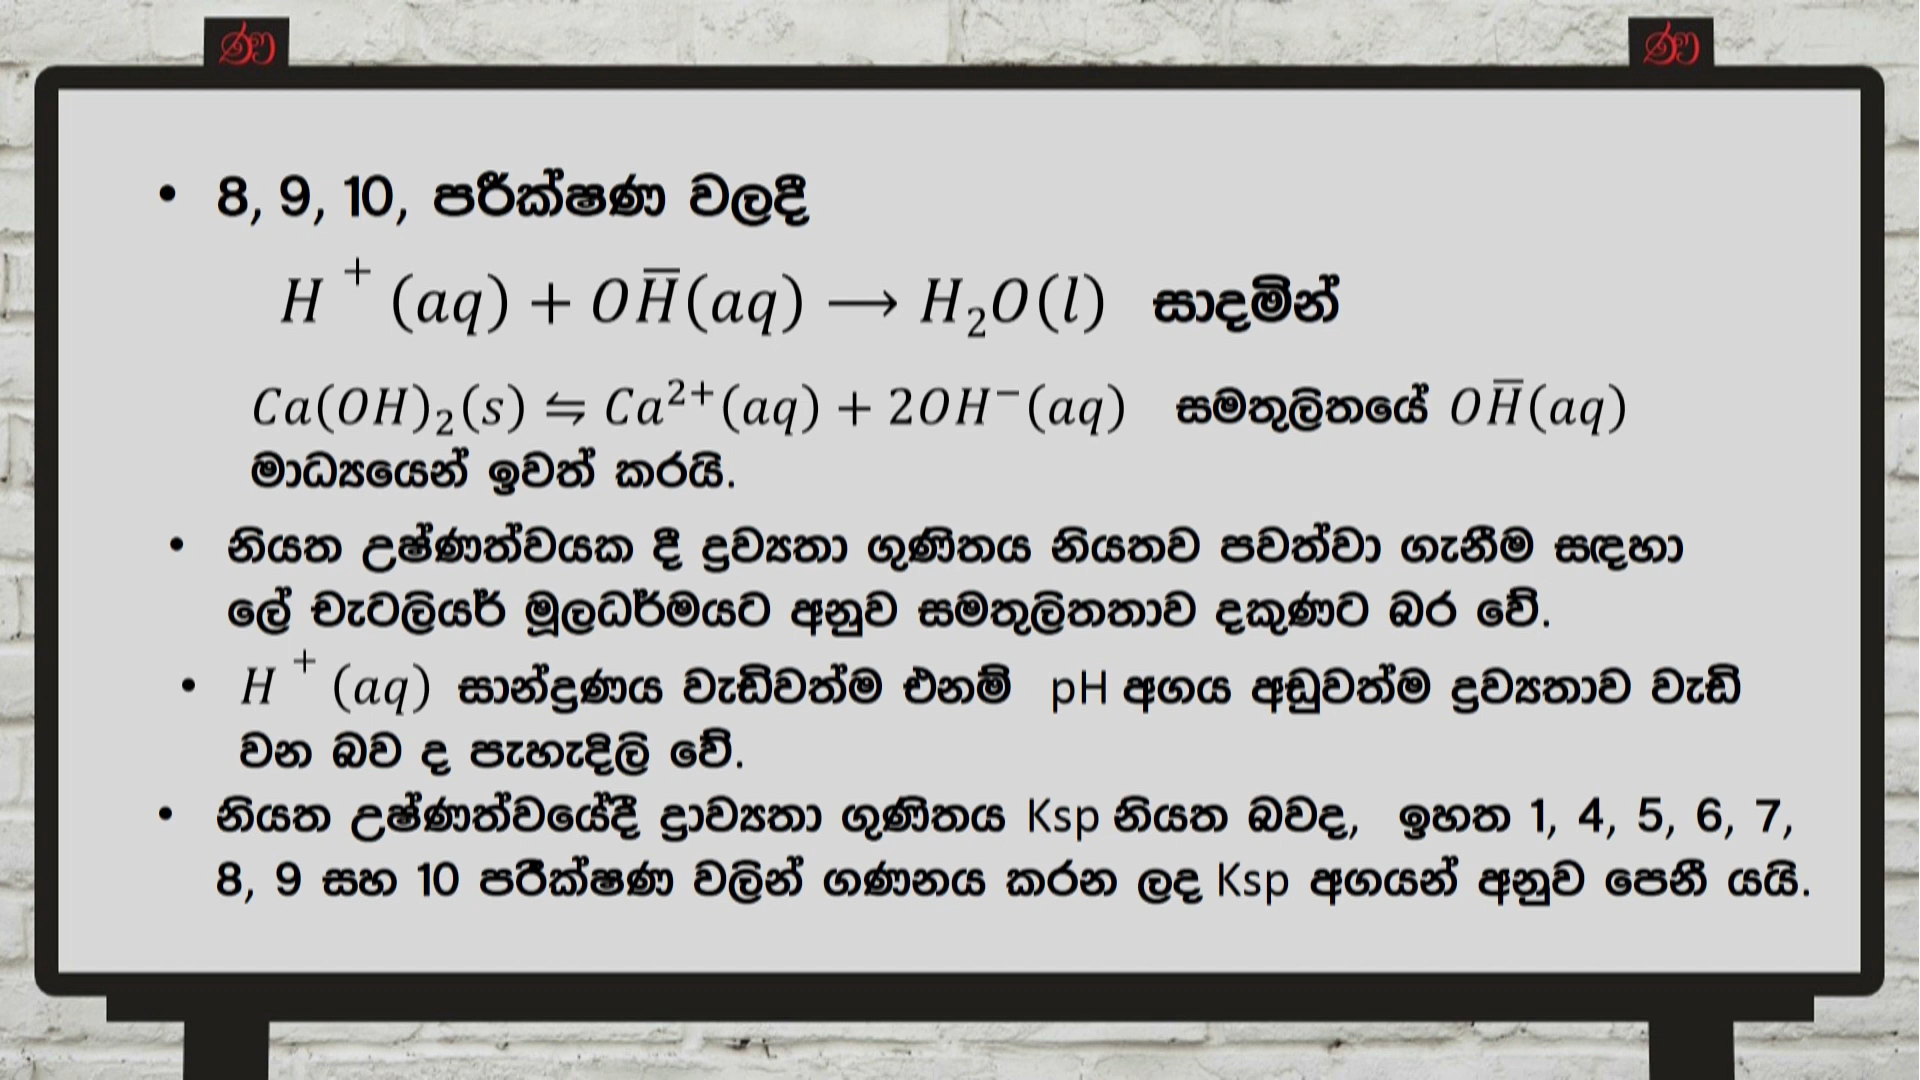 ණ ණ
• 8, 9, 10, පරීක්ෂණ වලදී
H⁺(aq) + OH̅(aq) ⟶ H₂O(l) සාදමින්
Ca(OH)₂(s) ⇋ Ca²⁺(aq) + 2OH⁻(aq) සමතුලිතයේ OH̅(aq)
මාධ්‍යයෙන් ඉවත් කරයි.
• නියත උෂ්ණත්වයක දී ද්‍රව්‍යතා ගුණිතය නියතව පවත්වා ගැනීම සඳහා
ලේ චැටලියර් මූලධර්මයට අනුව සමතුලිතතාව දකුණට බර වේ.
• H⁺(aq) සාන්ද්‍රණය වැඩිවත්ම එනම් pH අගය අඩුවත්ම ද්‍රව්‍යතාව වැඩි
වන බව ද පැහැදිලි වේ.
• නියත උෂ්ණත්වයේදී ද්‍රාව්‍යතා ගුණිතය Ksp නියත බවද, ඉහත 1, 4, 5, 6, 7,
8, 9 සහ 10 පරීක්ෂණ වලින් ගණනය කරන ලද Ksp අගයන් අනුව පෙනී යයි.